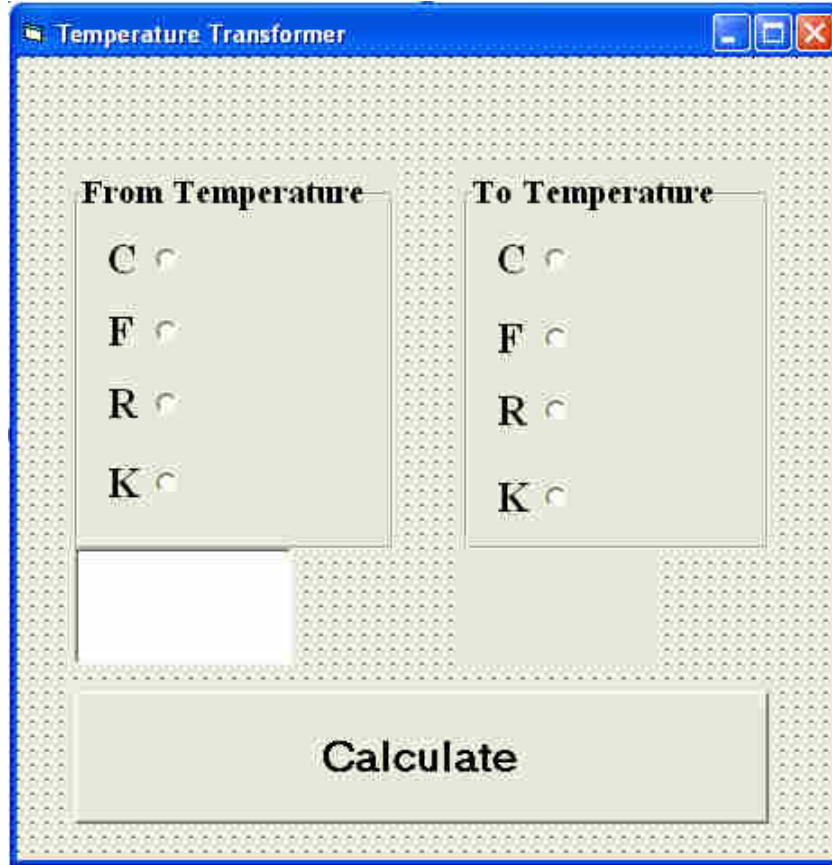 Temperature Transformer
From Temperature
C
F
R
K
To Temperature
C
F
R
K
Calculate